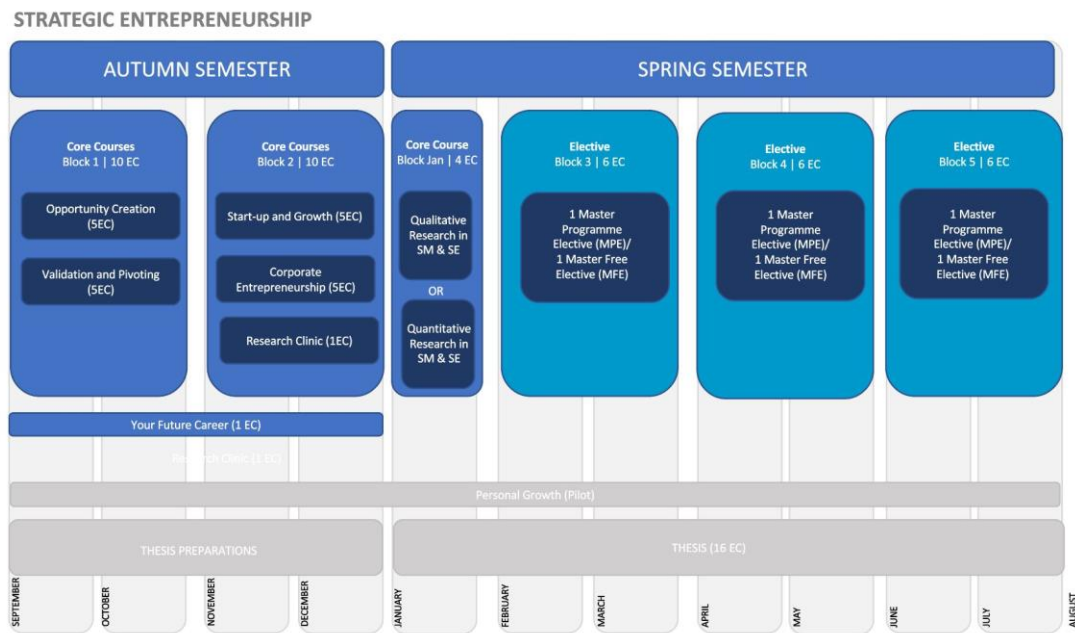 STRATEGIC ENTREPRENEURSHIP
AUTUMN SEMESTER
SPRING SEMESTER
Core Courses
Block 1 | 10 EC
Opportunity Creation
(5EC)
Validation and Pivoting
(5EC)
Core Courses
Block 2 | 10 EC
Start-up and Growth (5EC)
Corporate
Entrepreneurship (5EC)
Research Clinic (1EC)
Core Course
Block Jan | 4 EC
Qualitative
Research in
SM & SE
OR
Quantitative
Research in
SM & SE
Elective
Block 3 | 6 EC
1 Master
Programme
Elective (MPE)/
1 Master Free
Elective (MFE)
Elective
Block 4 | 6 EC
1 Master
Programme
Elective (MPE)/
1 Master Free
Elective (MFE)
Elective
Block 5 | 6 EC
1 Master
Programme
Elective (MPE)/
1 Master Free
Elective (MFE)
Your Future Career (1 EC)
Research Clinic (1 EC)
Personal Growth (Pilot)
THESIS PREPARATIONS
THESIS (16 EC)
SEPTEMBER
OCTOBER
NOVEMBER
DECEMBER
JANUARY
FEBRUARY
MARCH
APRIL
MAY
JUNE
JULY
AUGUST